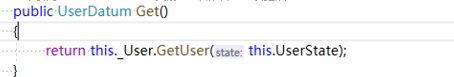 public UserDatum Get()
{
return this._User.GetUser(state: this.UserState);
}